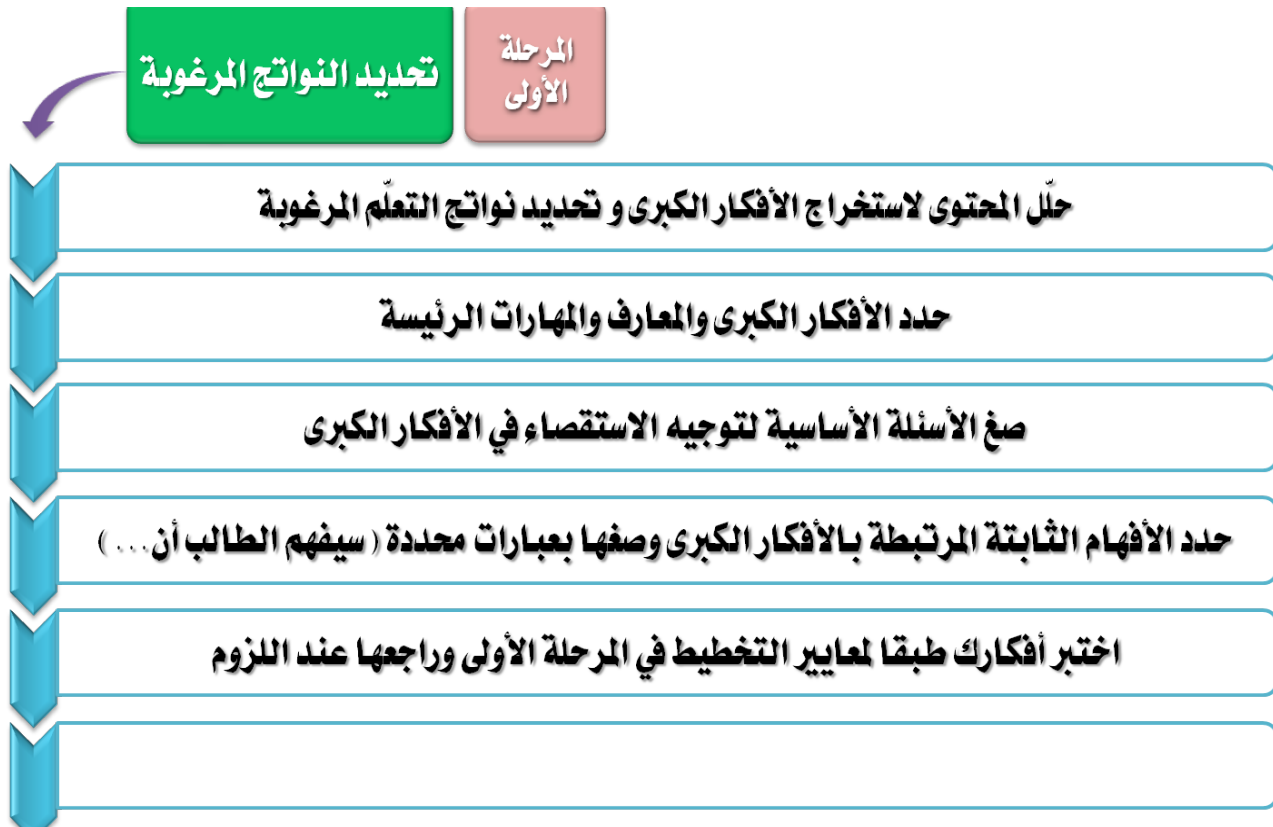 المرحلة
الأولى
تحديد النواتج المرغوبة
حلّل المحتوى لاستخراج الأفكار الكبرى و تحديد نواتج التعلّم المرغوبة
حدد الأفكار الكبرى والمعارف والمهارات الرئيسة
صغ الأسئلة الأساسية لتوجيه الاستقصاء في الأفكار الكبرى
حدد الأفهام الثابتة المرتبطة بالأفكار الكبرى وصغها بعبارات محددة ( سيفهم الطالب أن... )
اختبر أفكارك طبقا لمعايير التخطيط في المرحلة الأولى وراجعها عند اللزوم